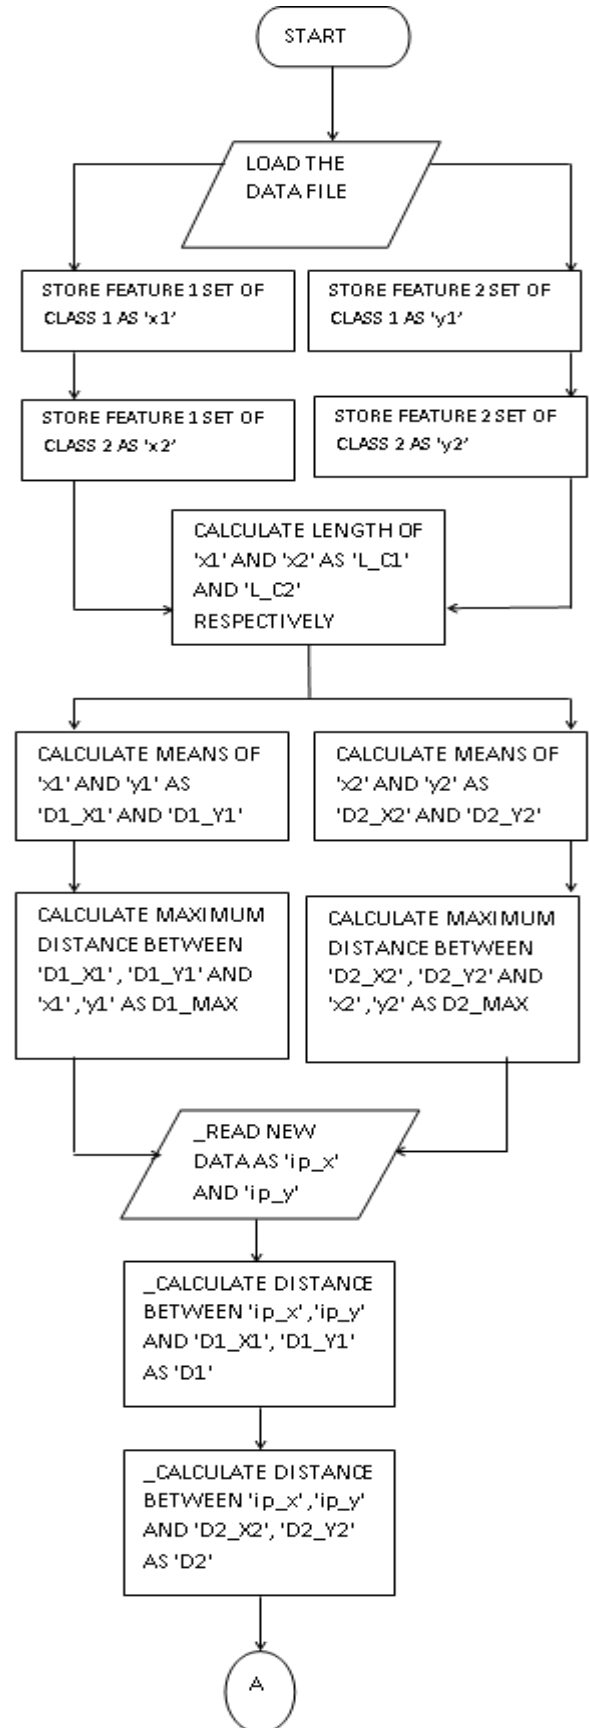 START
LOAD THE
DATA FILE
STORE FEATURE 1 SET OF
CLASS 1 AS 'x1'
STORE FEATURE 2 SET OF
CLASS 1 AS 'y1'
STORE FEATURE 1 SET OF
CLASS 2 AS 'x2'
STORE FEATURE 2 SET OF
CLASS 2 AS 'y2'
CALCULATE LENGTH OF
'x1' AND 'x2' AS 'L_C1'
AND 'L_C2'
RESPECTIVELY
CALCULATE MEANS OF
'x1' AND 'y1' AS
'D1_X1' AND 'D1_Y1'
CALCULATE MEANS OF
'x2' AND 'y2' AS
'D2_X2' AND 'D2_Y2'
CALCULATE MAXIMUM
DISTANCE BETWEEN
'D1_X1', 'D1_Y1' AND
'x1','y1' AS D1_MAX
CALCULATE MAXIMUM
DISTANCE BETWEEN
'D2_X2', 'D2_Y2' AND
'x2','y2' AS D2_MAX
_READ NEW
DATA AS 'ip_x'
AND 'ip_y'
_CALCULATE DISTANCE
BETWEEN 'ip_x','ip_y'
AND 'D1_X1', 'D1_Y1'
AS 'D1'
_CALCULATE DISTANCE
BETWEEN 'ip_x','ip_y'
AND 'D2_X2', 'D2_Y2'
AS 'D2'
A